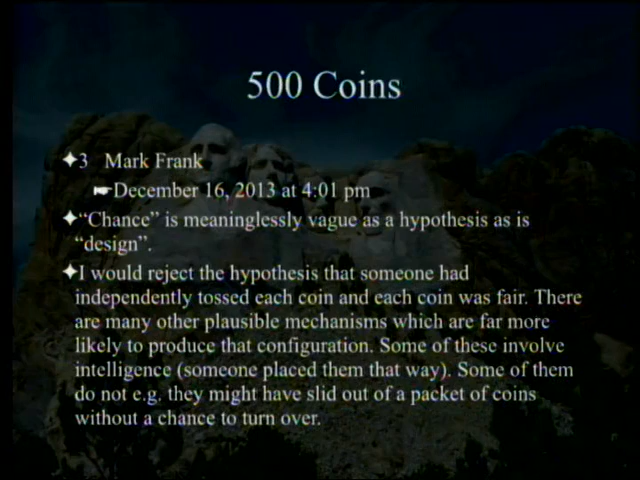 500 Coins
✦3 Mark Frank
☛December 16, 2013 at 4:01 pm
✦“Chance” is meaninglessly vague as a hypothesis as is
“design”.
✦I would reject the hypothesis that someone had
independently tossed each coin and each coin was fair. There
are many other plausible mechanisms which are far more
likely to produce that configuration. Some of these involve
intelligence (someone placed them that way). Some of them
do not e.g. they might have slid out of a packet of coins
without a chance to turn over.